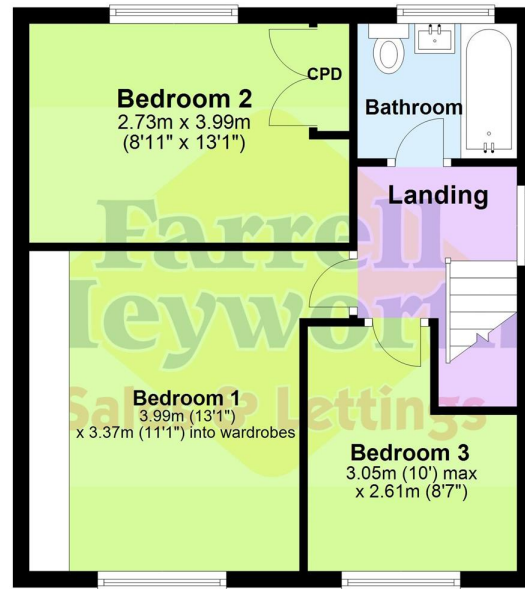 Bedroom 2
2.73m x 3.99m
(8'11" x 13'1")
CPD
Bathroom
Landing
Farrell
Heyworth
Sales & Lettings
Bedroom 1
3.99m (13'1")
x 3.37m (11'1") into wardrobes
Bedroom 3
3.05m (10') max
x 2.61m (8'7")